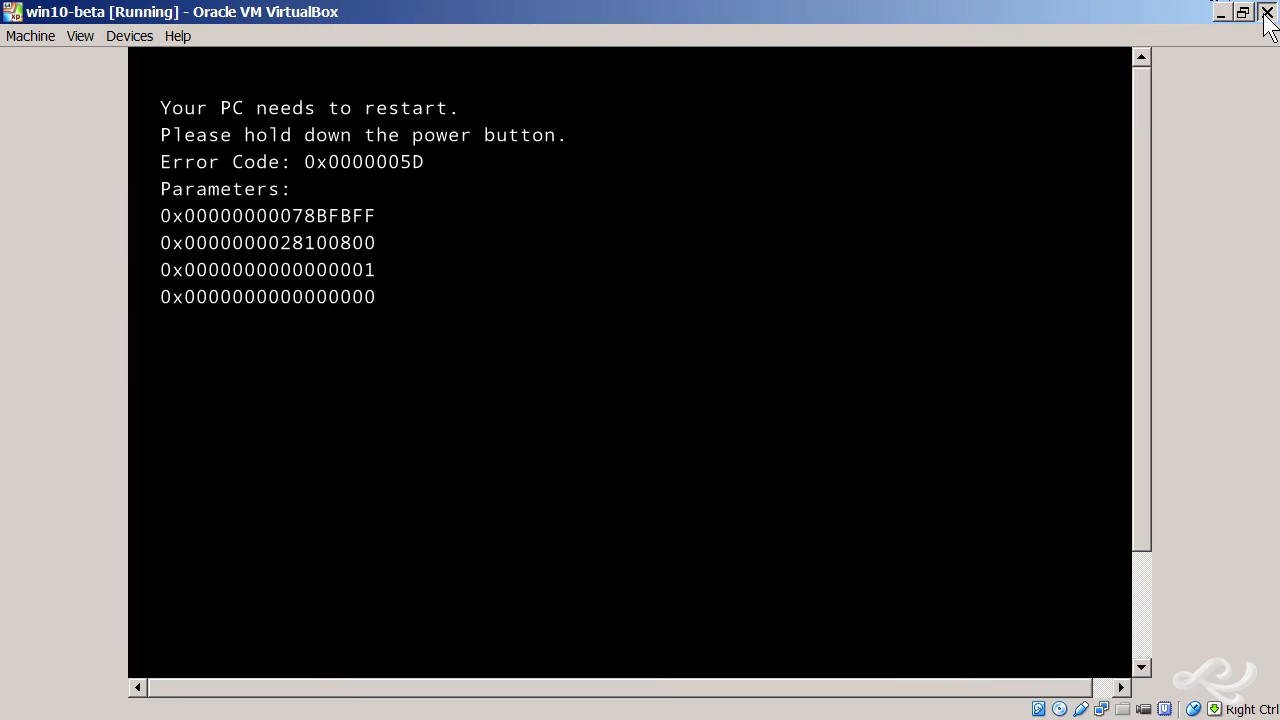 win10-beta [Running] - Oracle VM VirtualBox
Machine View Devices Help
Your PC needs to restart.
Please hold down the power button.
Error Code: 0x0000005D
Parameters:
0x00000000078BFBFF
0x0000000028100800
0x0000000000000001
0x0000000000000000
Right Ctrl